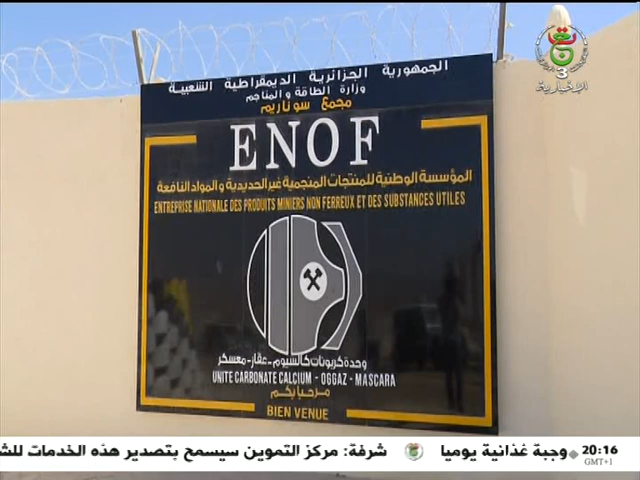 الجمهورية الجزائرية الديمقراطية الشعبية
وزارة الطاقة و المناجم
مجمع سوناريم
ENOF
المؤسسة الوطنية للمنتجات المنجمية غير الحديدية و المواد النافعة
ENTREPRISE NATIONALE DES PRODUITS MINIERS NON FERREUX ET DES SUBSTANCES UTILES
وحدة كربونات كالسيوم - عقاز - معسكر
UNITE CARBONATE CALCIUM - OGGAZ - MASCARA
مرحبا بكم
BIEN VENUE
3
الإخبارية
وجبة غذائية يوميا
شرفة: مركز التموين سيسمح بتصدير هذه الخدمات
20:16
GMT+1